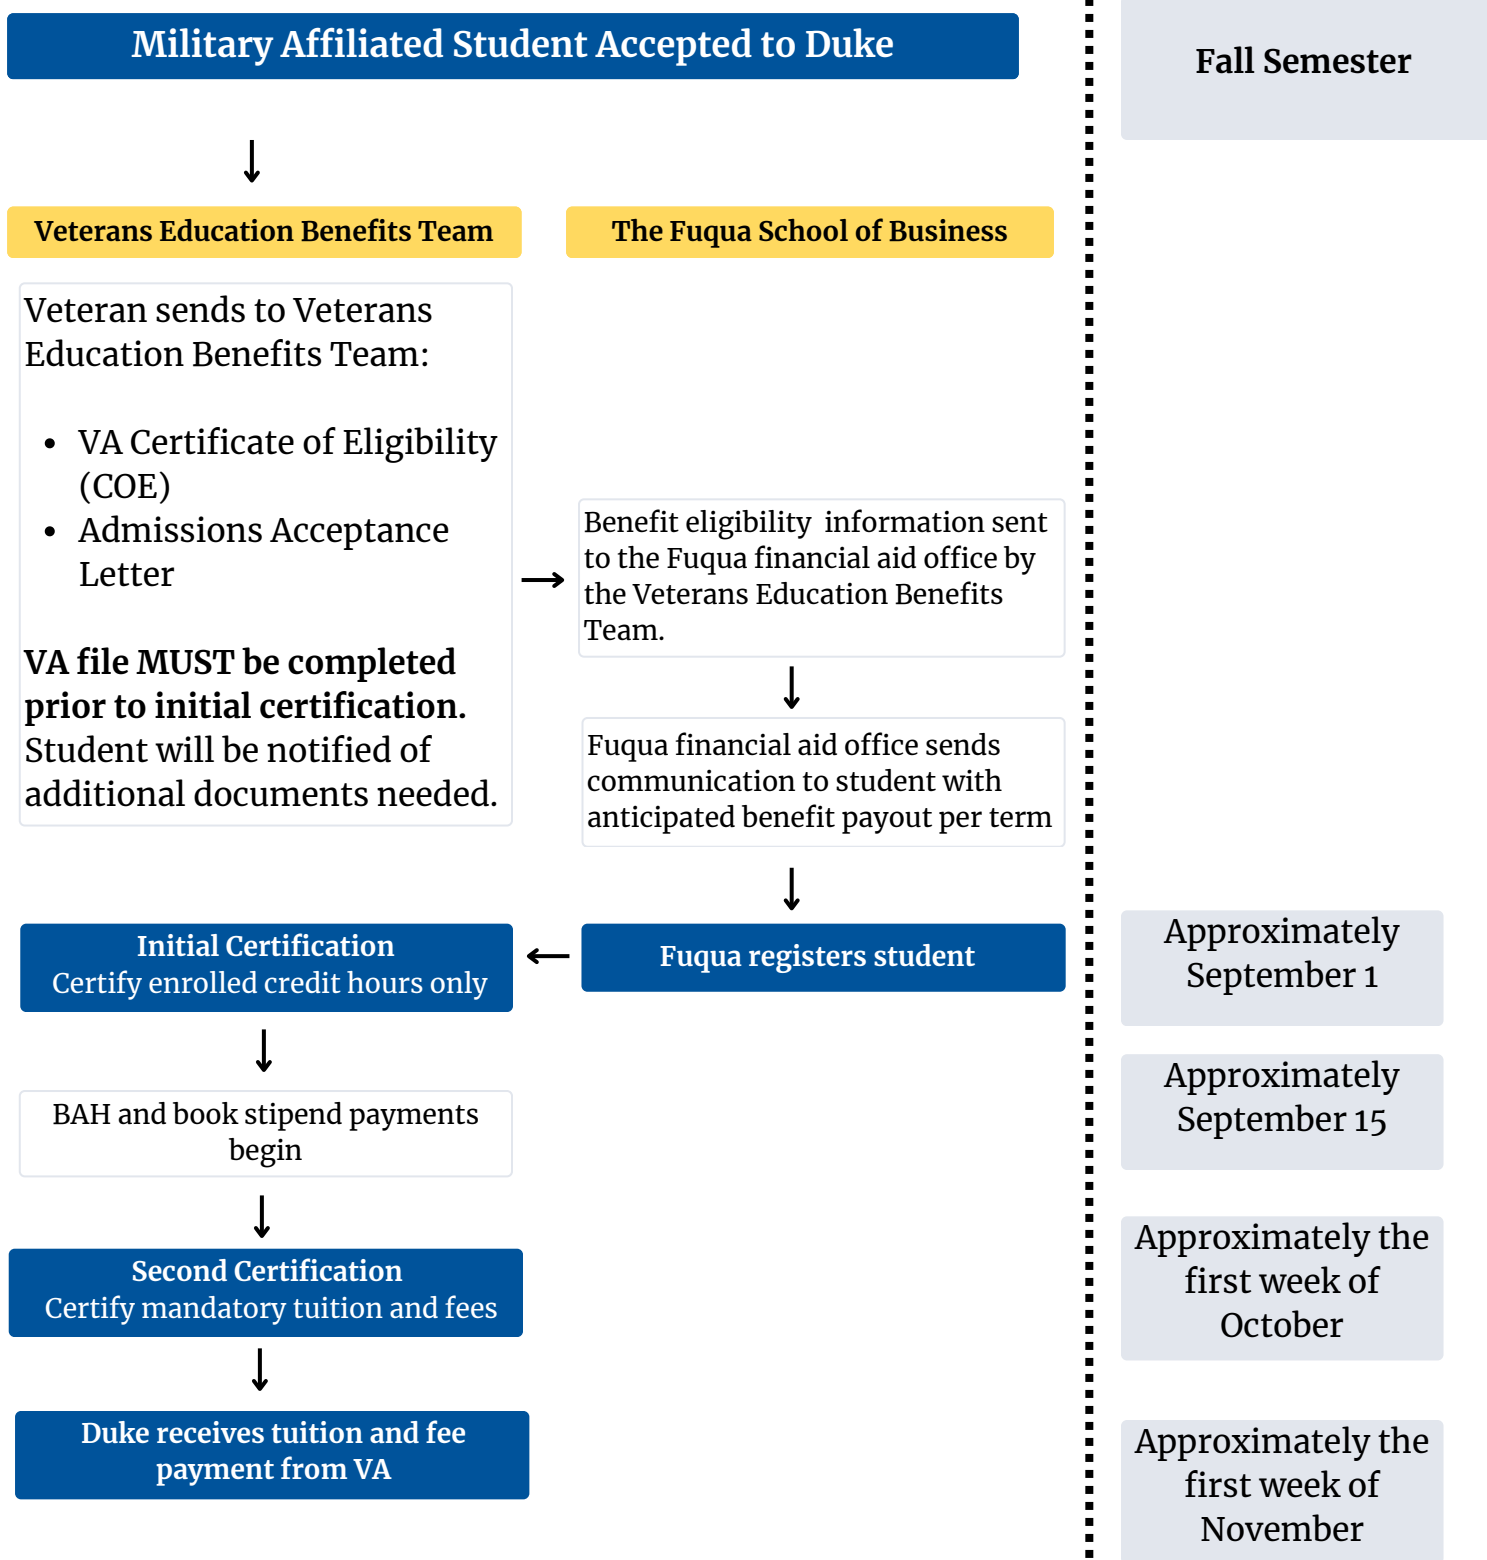 Military Affiliated Student Accepted to Duke
Fall Semester
Veterans Education Benefits Team
The Fuqua School of Business
Veteran sends to Veterans
Education Benefits Team:
• VA Certificate of Eligibility
(COE)
• Admissions Acceptance
Letter
VA file MUST be completed
prior to initial certification.
Student will be notified of
additional documents needed.
Benefit eligibility information sent
to the Fuqua financial aid office by
the Veterans Education Benefits
Team.
Fuqua financial aid office sends
communication to student with
anticipated benefit payout per term
Fuqua registers student
Initial Certification
Certify enrolled credit hours only
Approximately
September 1
BAH and book stipend payments
begin
Approximately
September 15
Second Certification
Certify mandatory tuition and fees
Approximately the
first week of
October
Duke receives tuition and fee
payment from VA
Approximately the
first week of
November